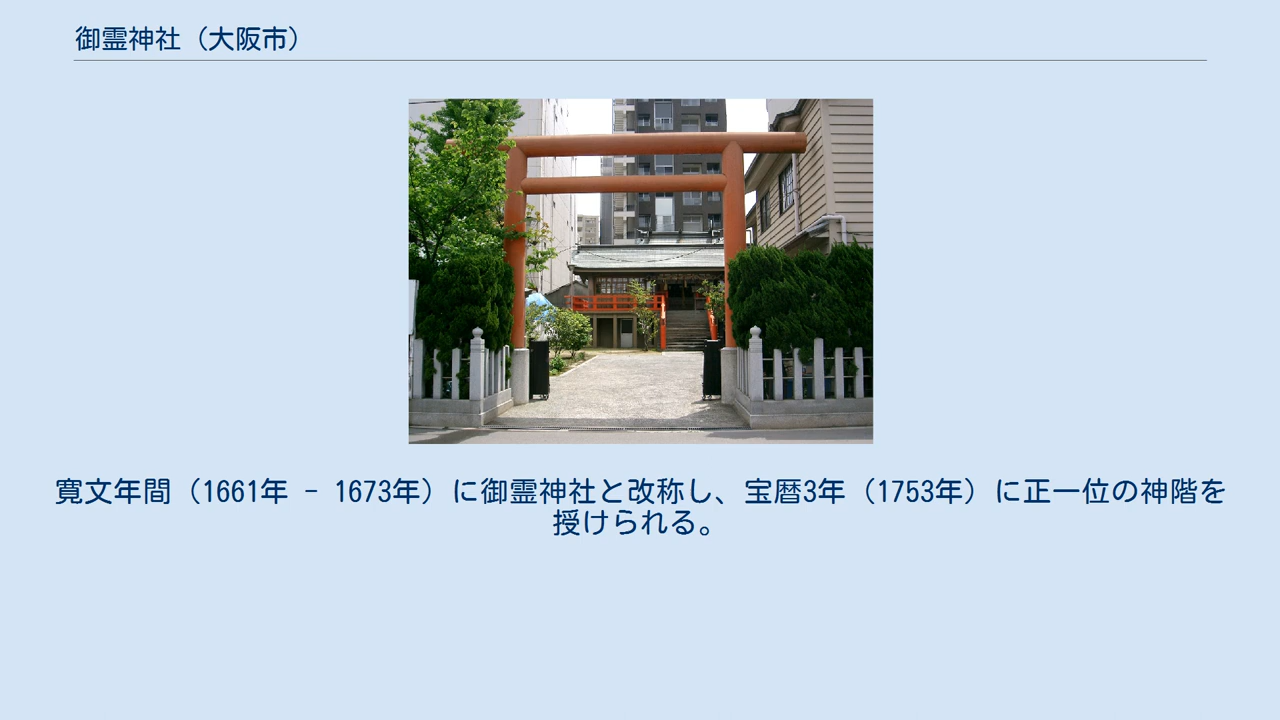 御霊神社（大阪市）
寛文年間（1661年 - 1673年）に御霊神社と改称し、宝暦3年（1753年）に正一位の神階を
授けられる。